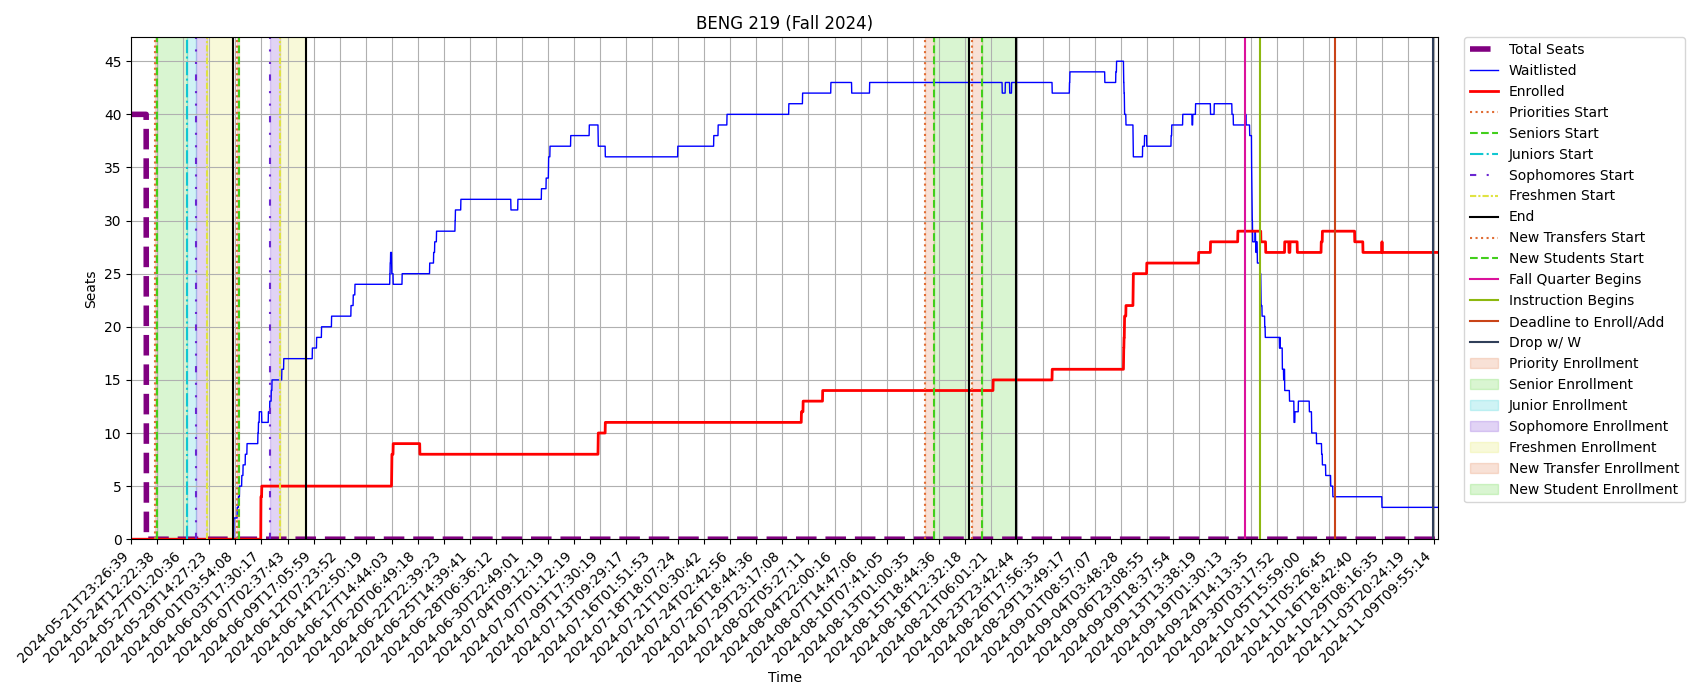 BENG 219 (Fall 2024)
Seats
45
40
35
30
25
20
15
10
5
0
2024-05-21T23:26:39
2024-05-24T12:22:38
2024-05-27T01:20:36
2024-05-29T14:27:23
2024-06-01T03:54:08
2024-06-03T17:30:17
2024-06-07T02:37:43
2024-06-09T17:05:59
2024-06-12T07:23:52
2024-06-14T22:50:19
2024-06-17T14:44:03
2024-06-20T06:49:18
2024-06-22T22:39:23
2024-06-25T14:39:41
2024-06-28T06:36:12
2024-06-30T22:49:01
2024-07-04T09:12:19
2024-07-07T01:12:19
2024-07-09T17:30:19
2024-07-13T09:29:17
2024-07-16T01:51:53
2024-07-18T18:07:24
2024-07-21T10:30:42
2024-07-24T02:42:56
2024-07-26T18:44:36
2024-07-29T23:17:08
2024-08-02T05:27:11
2024-08-04T22:00:16
2024-08-07T14:47:06
2024-08-10T07:41:05
2024-08-13T01:00:35
2024-08-15T18:44:36
2024-08-18T12:32:18
2024-08-21T06:01:21
2024-08-23T23:42:44
2024-08-26T17:56:35
2024-08-29T13:49:17
2024-09-01T08:57:07
2024-09-04T03:48:28
2024-09-06T23:08:55
2024-09-09T18:37:54
2024-09-13T13:38:19
2024-09-19T01:30:13
2024-09-24T14:13:35
2024-09-30T03:17:52
2024-10-05T15:59:00
2024-10-11T05:26:45
2024-10-16T18:42:40
2024-10-29T08:16:35
2024-11-03T20:24:19
2024-11-09T09:55:14
Time
Total Seats
Waitlisted
Enrolled
Priorities Start
Seniors Start
Juniors Start
Sophomores Start
Freshmen Start
End
New Transfers Start
New Students Start
Fall Quarter Begins
Instruction Begins
Deadline to Enroll/Add
Drop w/ W
Priority Enrollment
Senior Enrollment
Junior Enrollment
Sophomore Enrollment
Freshmen Enrollment
New Transfer Enrollment
New Student Enrollment